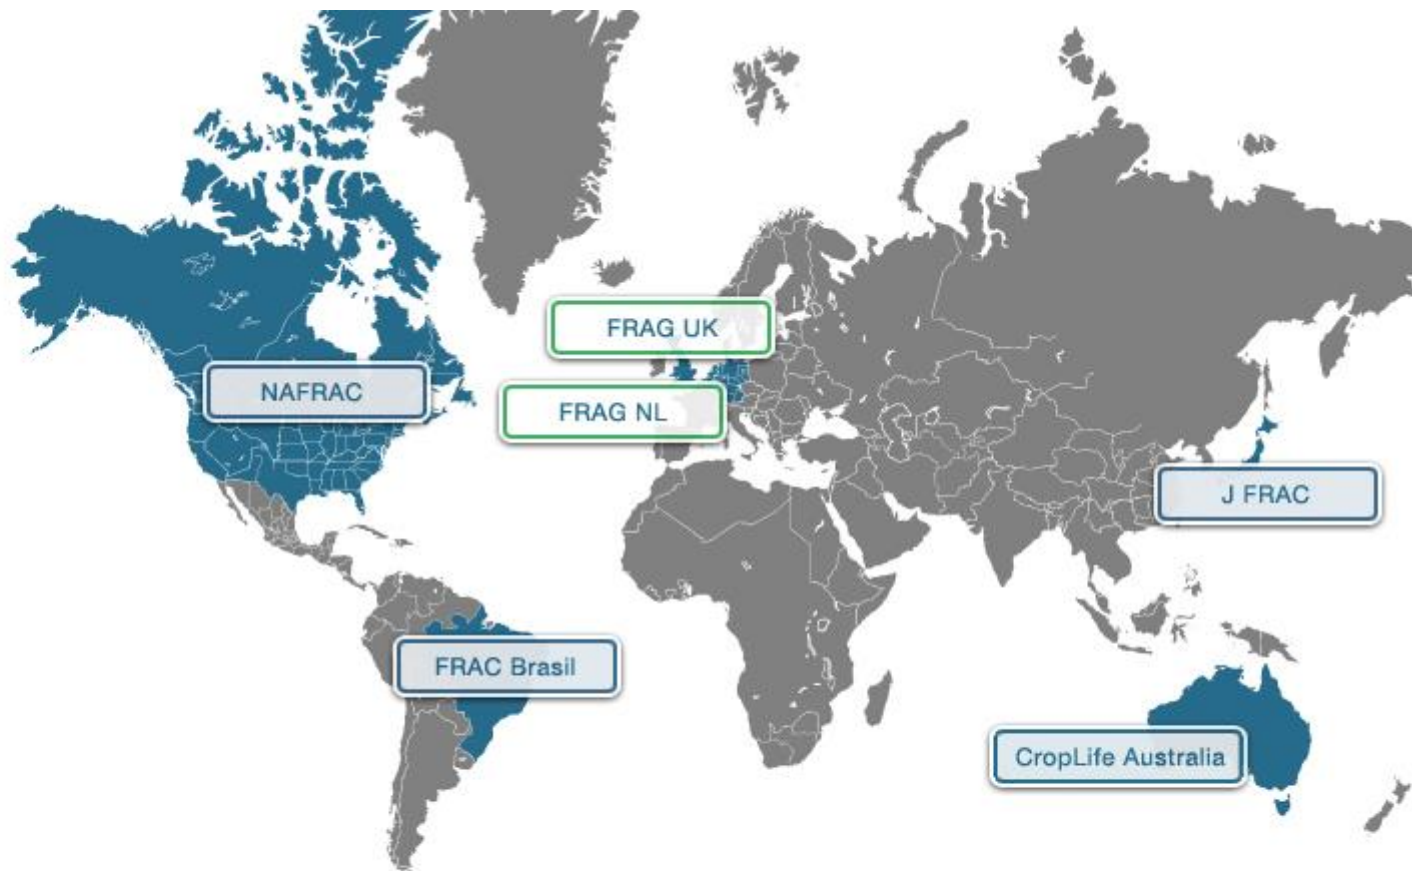 FRAG UK
NAFRAC
FRAG NL
J FRAC
FRAC Brasil
CropLife Australia